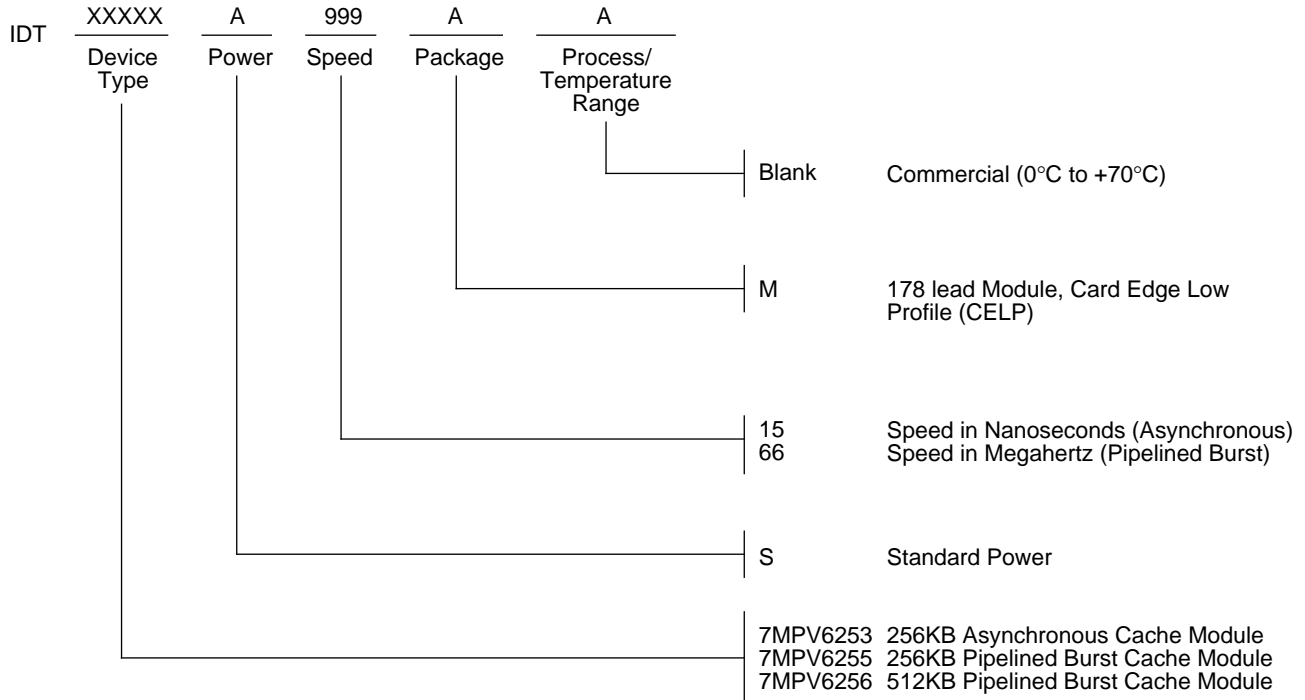 IDT XXXXX A 999 A A
Device Type Power Speed Package Process/ Temperature Range
Blank Commercial (0°C to +70°C)
M 178 lead Module, Card Edge Low
Profile (CELP)
15 Speed in Nanoseconds (Asynchronous)
66 Speed in Megahertz (Pipelined Burst)
S Standard Power
7MPV6253 256KB Asynchronous Cache Module
7MPV6255 256KB Pipelined Burst Cache Module
7MPV6256 512KB Pipelined Burst Cache Module